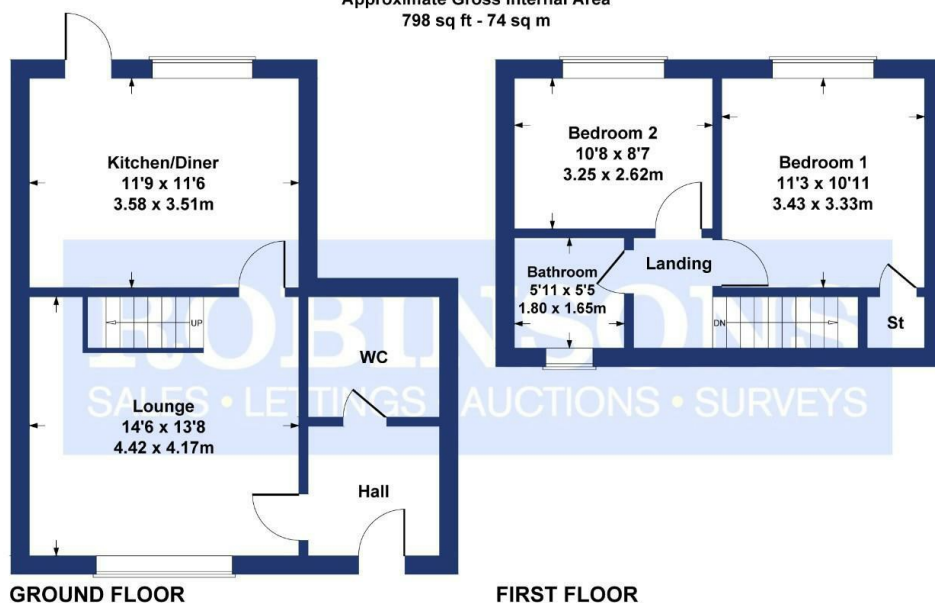 Approximate Gross Internal Area
798 sq ft - 74 sq m
Kitchen/Diner
11'9 x 11'6
3.58 x 3.51m
UP
WC
Lounge
14'6 x 13'8
4.42 x 4.17m
Hall
GROUND FLOOR
Bedroom 2
10'8 x 8'7
3.25 x 2.62m
Bedroom 1
11'3 x 10'11
3.43 x 3.33m
Bathroom
5'11 x 5'5
1.80 x 1.65m
Landing
DN
St
FIRST FLOOR
ROBINSONS
SALES • LETTINGS • AUCTIONS • SURVEYS